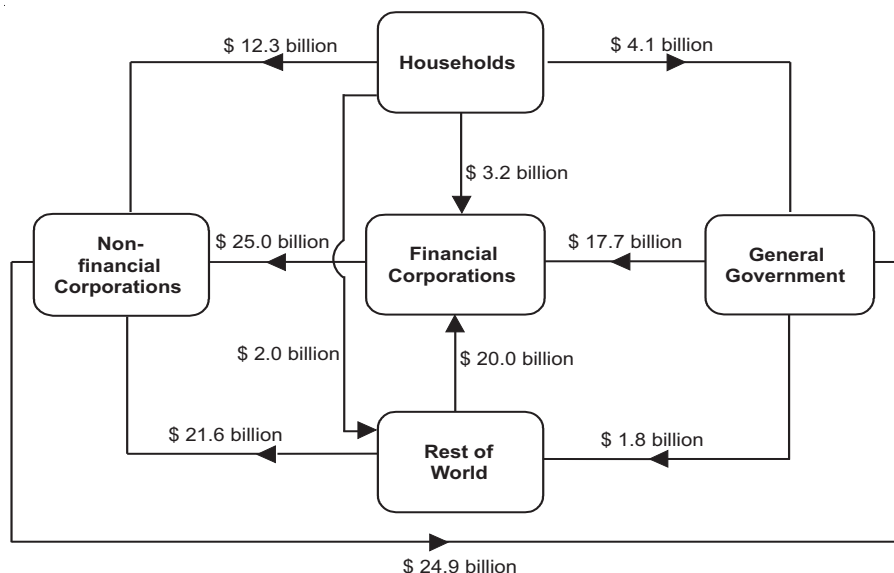 $ 12.3 billion
Households
$ 4.1 billion
$ 3.2 billion
Non-
financial
Corporations
$ 25.0 billion
Financial
Corporations
$ 17.7 billion
General
Government
$ 2.0 billion
$ 20.0 billion
$ 21.6 billion
Rest of
World
$ 1.8 billion
$ 24.9 billion